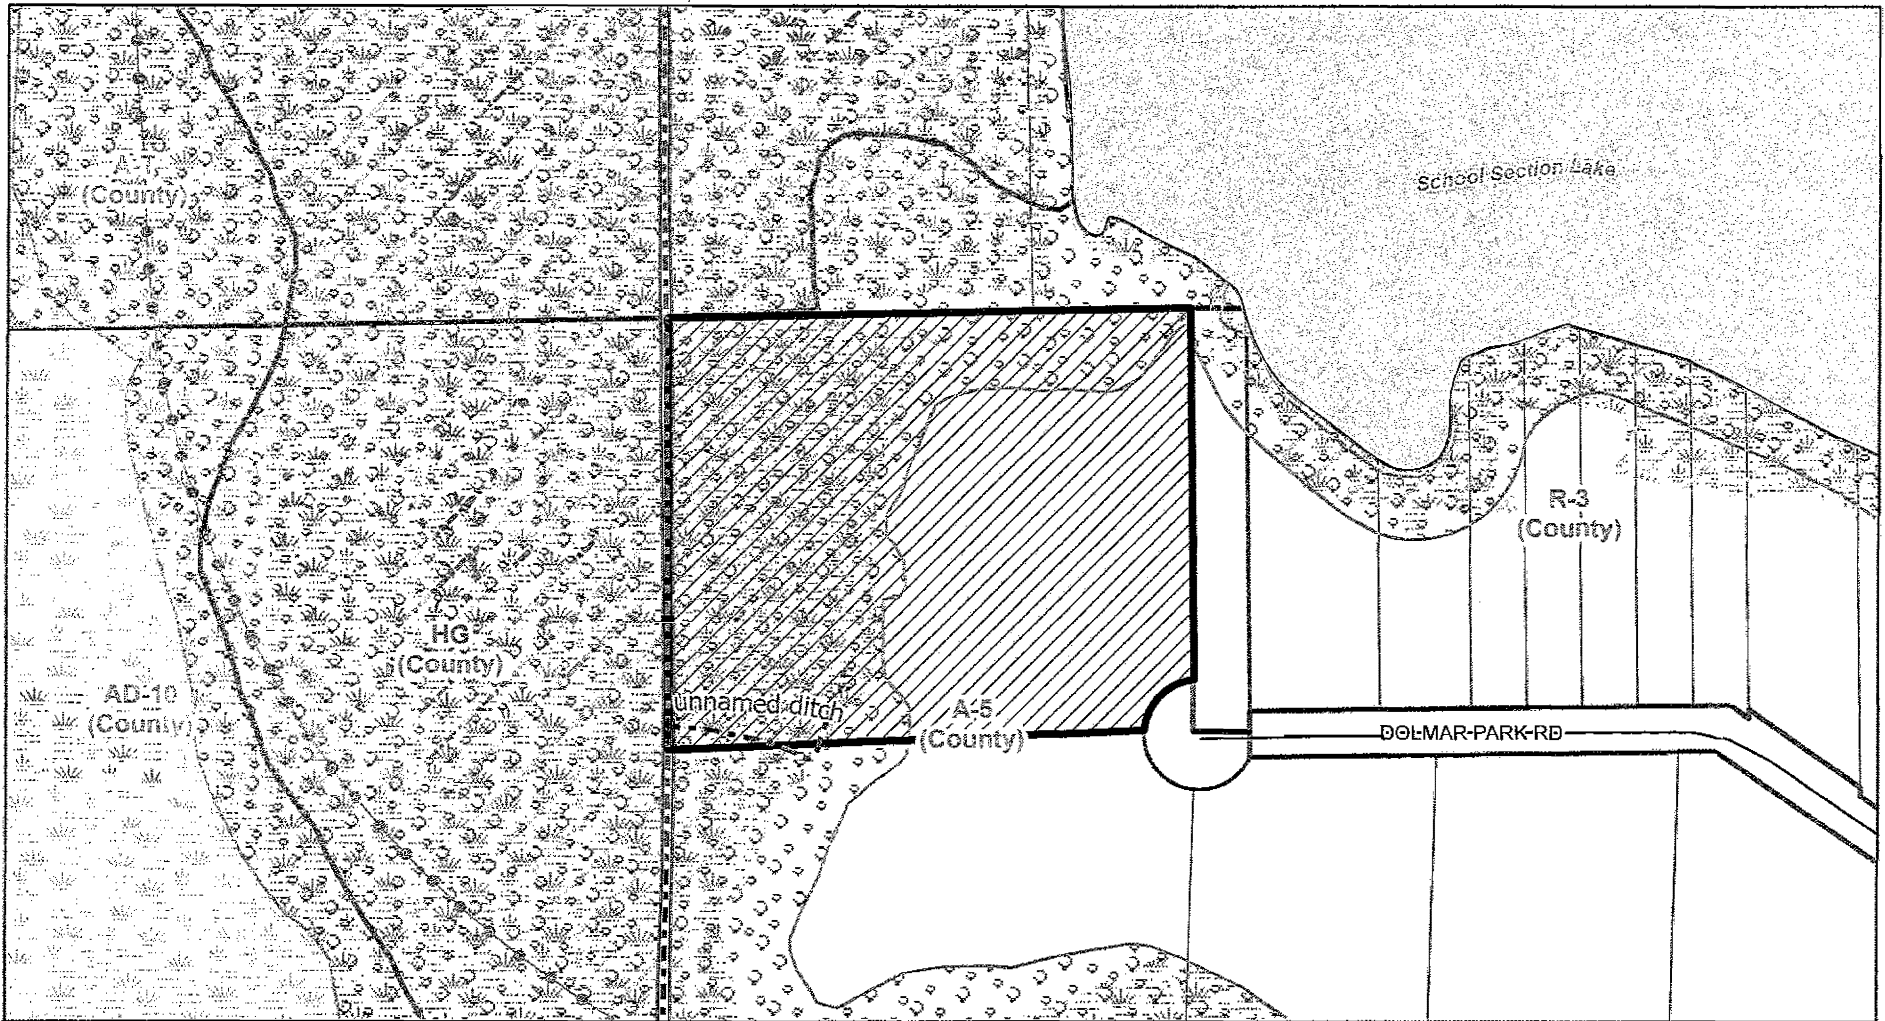 School Section Lake
A-T
(County)
R-3
(County)
HG
(County)
AD-10
(County)
unnamed ditch
A-5
(County)
DOLMAR PARK RD